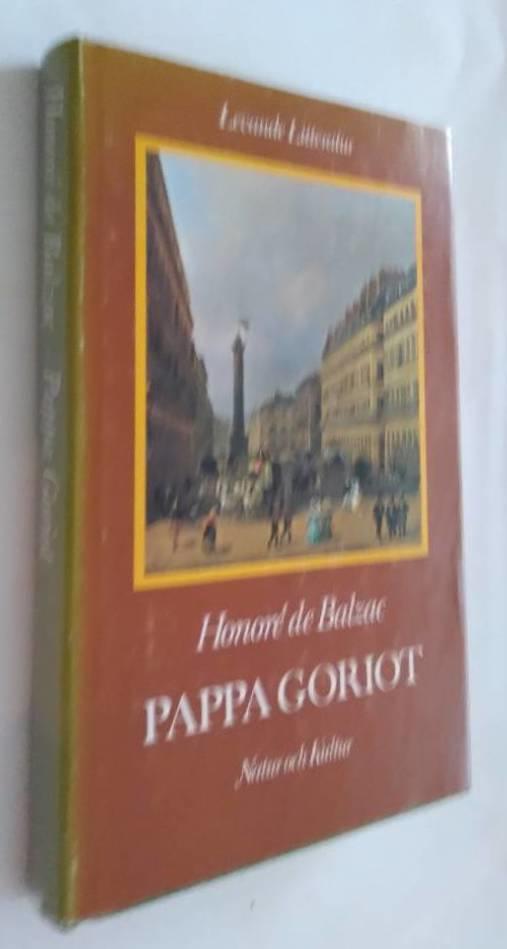 Levande Litteratur
Honoré de Balzac
PAPPA GORIOT
Natur och Kultur
Honoré de Balzac Pappa Goriot